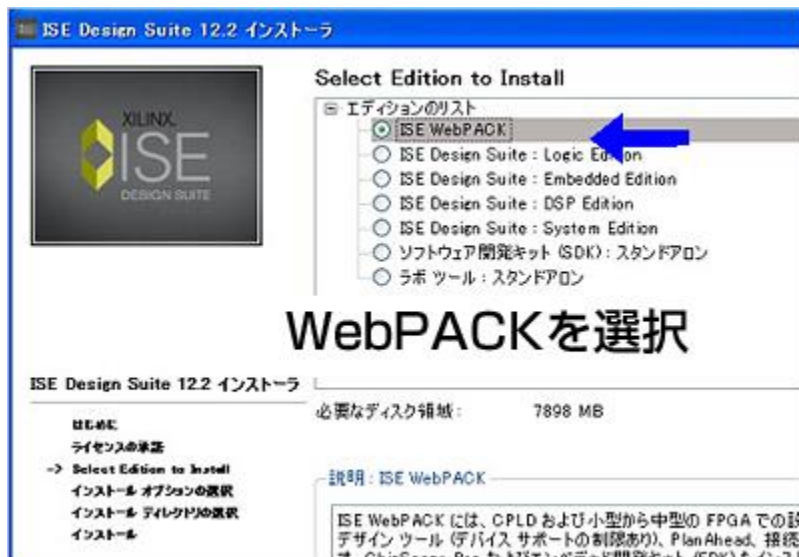 ISE Design Suite 12.2 インストーラ
XILINX
ISE
DESIGN SUITE
Select Edition to Install
エディションのリスト
ISE WebPACK
ISE Design Suite : Logic Edition
ISE Design Suite : Embedded Edition
ISE Design Suite : DSP Edition
ISE Design Suite : System Edition
ソフトウェア開発キット (SDK) : スタンドアロン
ラボ ツール : スタンドアロン
WebPACKを選択
ISE Design Suite 12.2 インストーラ
はじめに
ライセンスの承諾
-> Select Edition to Install
インストール オプションの選択
インストール ディレクトリの選択
インストール
必要なディスク領域 : 7898 MB
説明 : ISE WebPACK
ISE WebPACK には、CPLD および小型から中型の FPGA での設
デザイン ツール (デバイス サポートの制限あり)、PlanAhead、接続